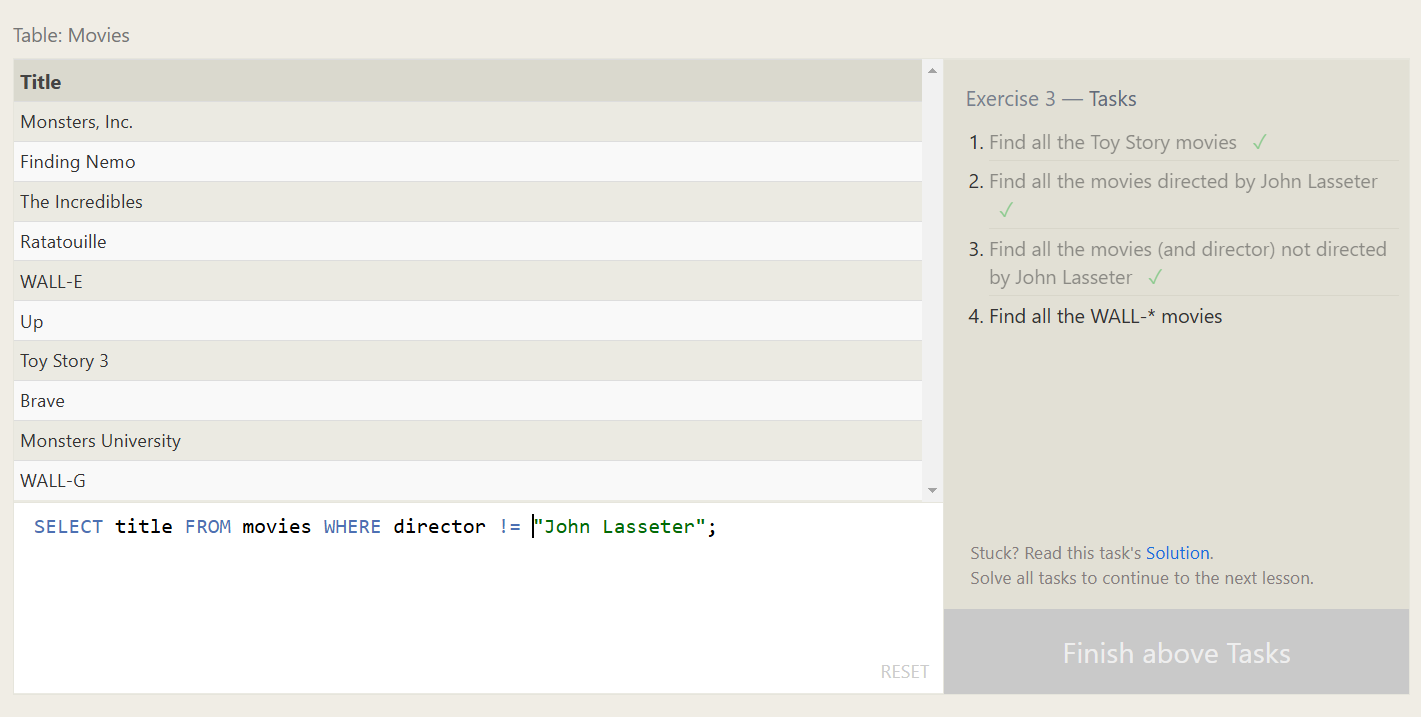 Table: Movies
Title
Monsters, Inc.
Finding Nemo
The Incredibles
Ratatouille
WALL-E
Up
Toy Story 3
Brave
Monsters University
WALL-G
SELECT title FROM movies WHERE director != "John Lasseter";
RESET
Exercise 3 — Tasks
1. Find all the Toy Story movies ✓
2. Find all the movies directed by John Lasseter
✓
3. Find all the movies (and director) not directed
by John Lasseter ✓
4. Find all the WALL-* movies
Stuck? Read this task's Solution.
Solve all tasks to continue to the next lesson.
Finish above Tasks